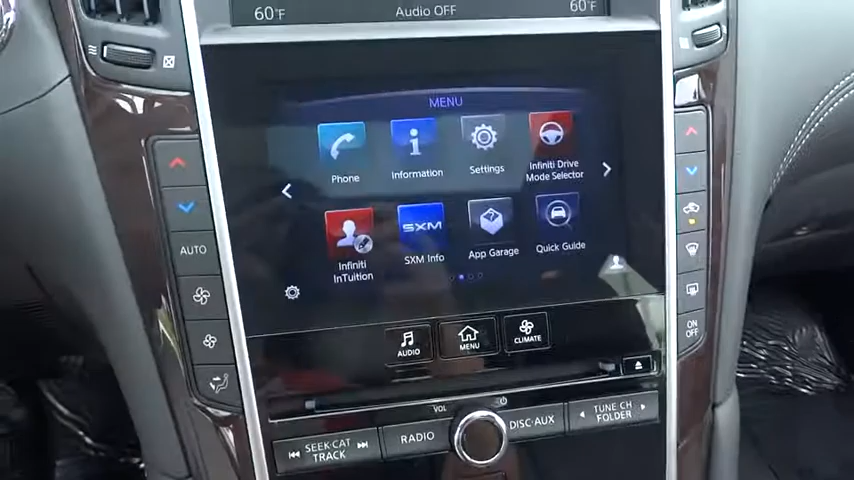 60°F
Audio OFF
60°F
MENU
Phone
Information
Settings
Infiniti Drive
Mode Selector
Infiniti
InTuition
SXM
SXM Info
App Garage
Quick Guide
AUTO
AUDIO
MENU
CLIMATE
ON
OFF
VOL
SEEK·CAT
TRACK
RADIO
DISC·AUX
TUNE·SCROLL
FOLDER